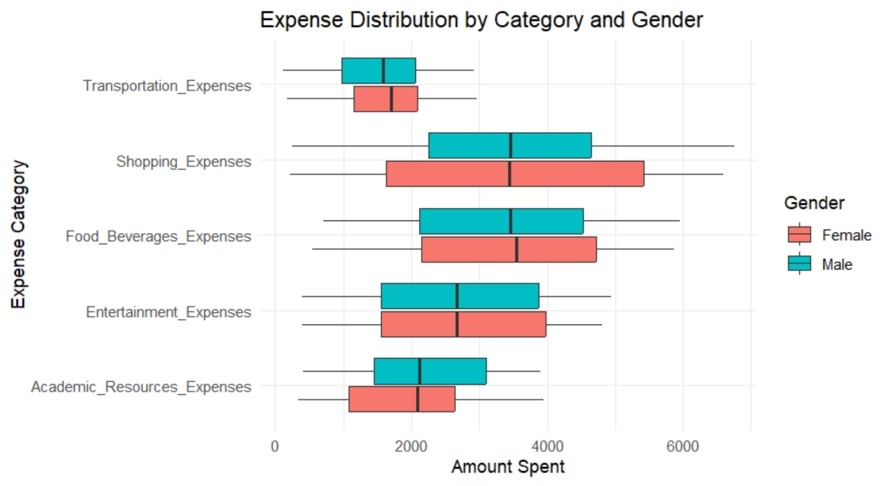 Expense Distribution by Category and Gender
Expense Category
Transportation_Expenses
Shopping_Expenses
Food_Beverages_Expenses
Entertainment_Expenses
Academic_Resources_Expenses
0 2000 4000 6000
Amount Spent
Gender
Female
Male